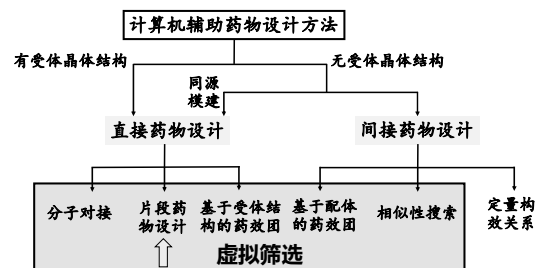 计算机辅助药物设计方法
有受体晶体结构
无受体晶体结构
同源
模建
直接药物设计
间接药物设计
分子对接
片段药
物设计
基于受体结
构的药效团
基于配体
的药效团
相似性搜索
定量构
效关系
虚拟筛选